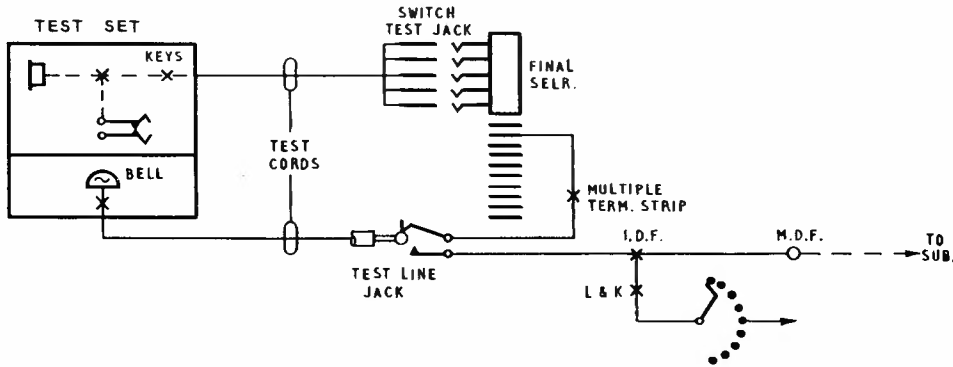 TEST SET
KEYS
BELL
TEST
CORDS
SWITCH
TEST JACK
FINAL
SELR.
MULTIPLE
TERM. STRIP
TEST LINE
JACK
I.D.F.
M.D.F.
TO
SUB.
L & K